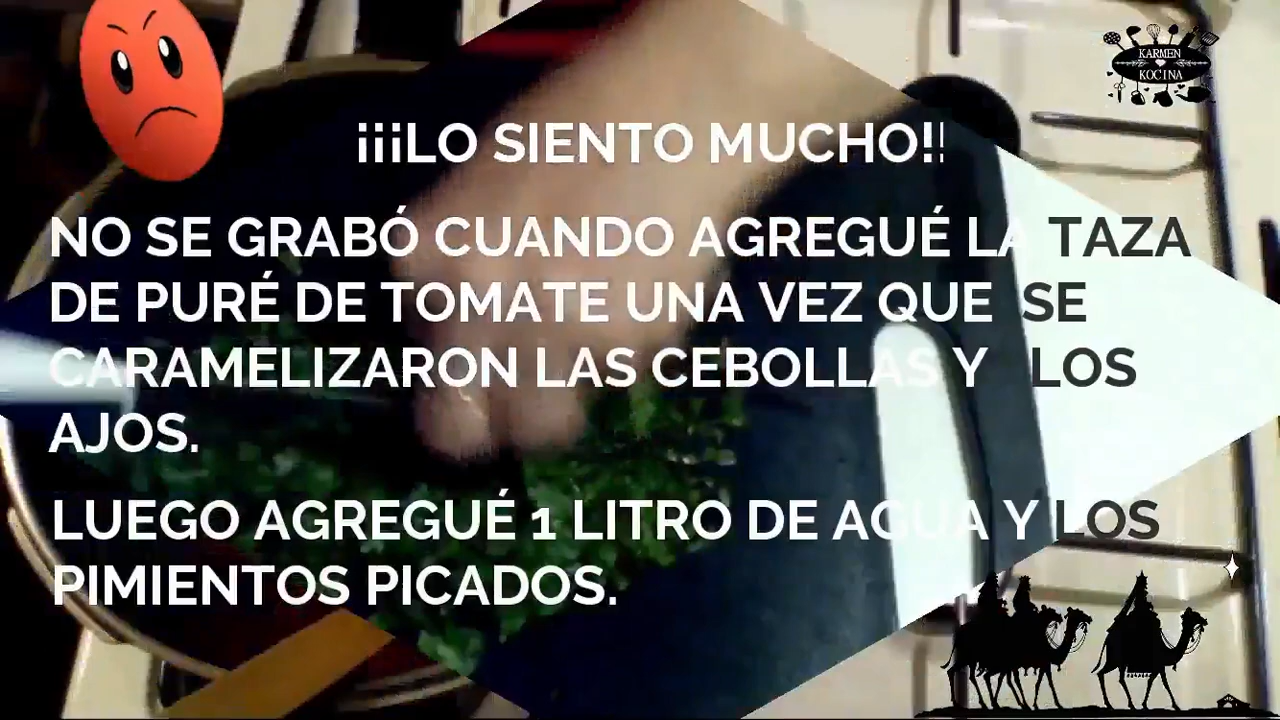 KARMEN
KOCINA
¡¡¡LO SIENTO MUCHO!!
NO SE GRABÓ CUANDO AGREGUÉ LA TAZA
DE PURÉ DE TOMATE UNA VEZ QUE SE
CARAMELIZARON LAS CEBOLLAS Y LOS
AJOS.
LUEGO AGREGUÉ 1 LITRO DE AGUA Y LOS
PIMIENTOS PICADOS.